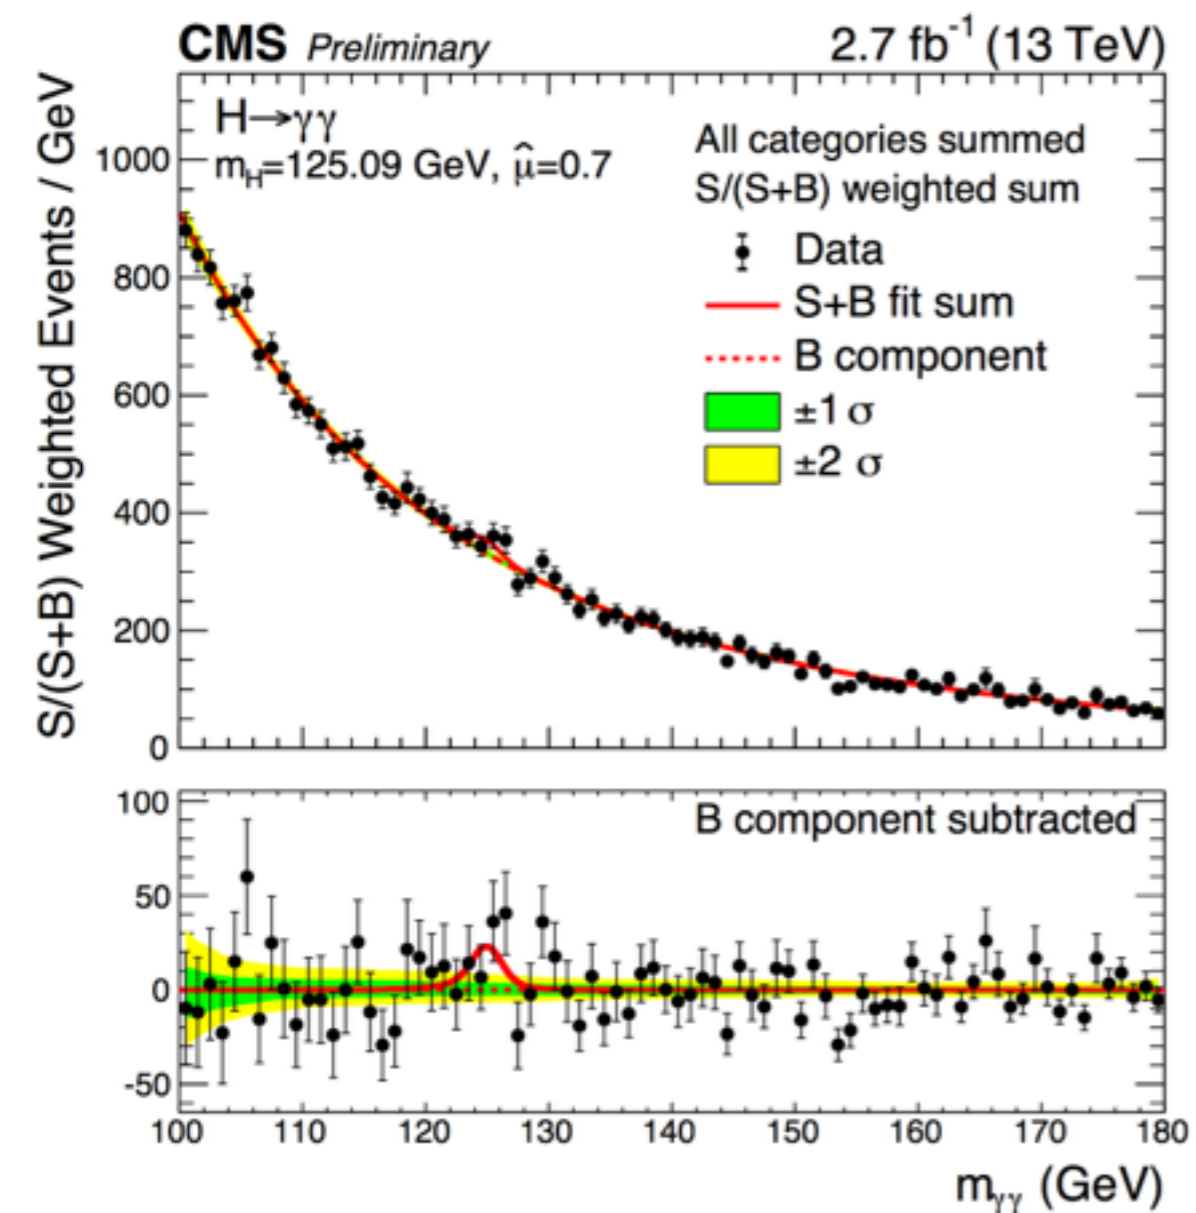 CMS Preliminary 2.7 fb⁻¹ (13 TeV)
H→γγ
m_H=125.09 GeV, μ̂=0.7
All categories summed
S/(S+B) weighted sum
Data
S+B fit sum
B component
±1 σ
±2 σ
S/(S+B) Weighted Events / GeV
1000
800
600
400
200
0
B component subtracted
100
50
0
-50
100 110 120 130 140 150 160 170 180
m_γγ (GeV)